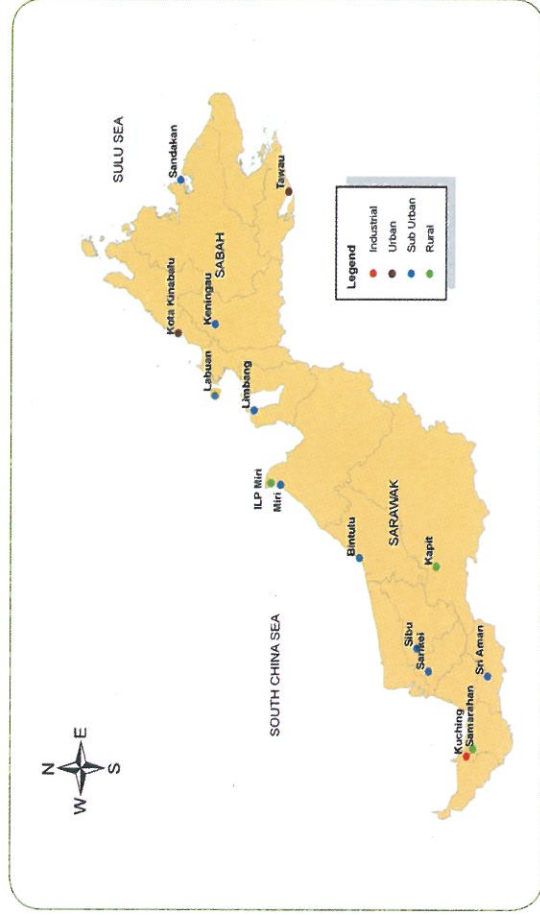 N
W E
S
SULU SEA
SOUTH CHINA SEA
Kota Kinabalu
Sandakan
Labuan
Keningau
SABAH
Limbang
Tawau
ILP Miri
Miri
Bintulu
SARAWAK
Kapit
Sibu
Sarikei
Sri Aman
Kuching
Samarahan
Legend
Industrial
Urban
Sub Urban
Rural